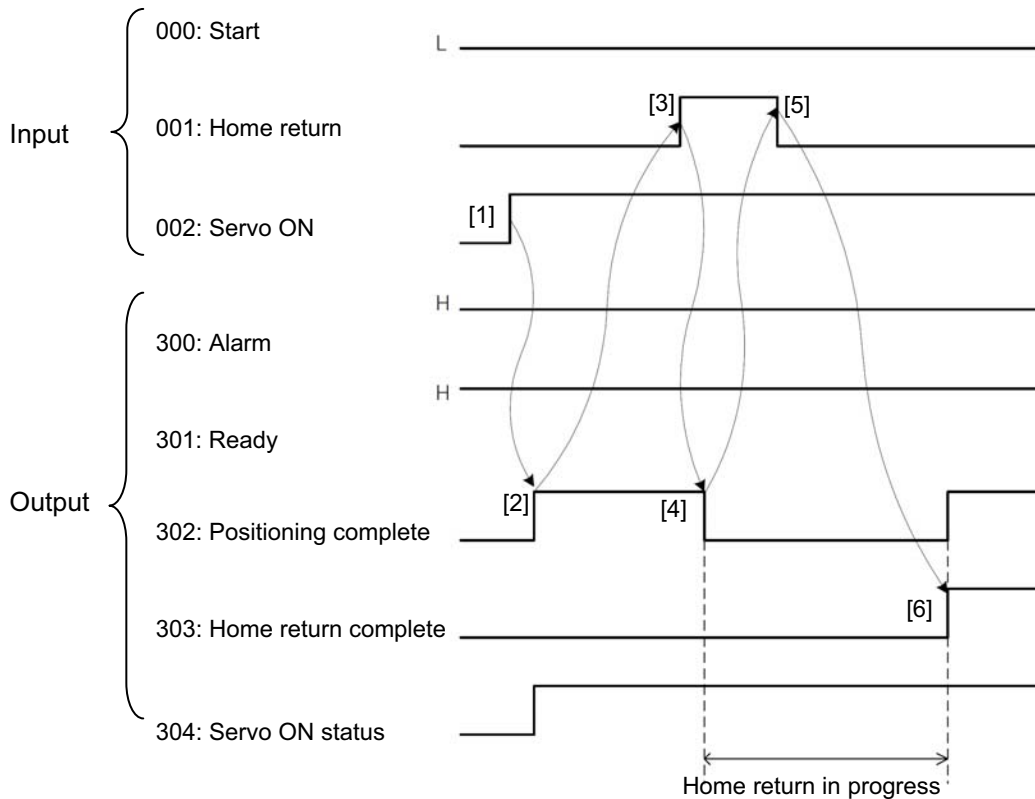 000: Start
L
[3]
[5]
Input
001: Home return
[1]
002: Servo ON
H
300: Alarm
H
301: Ready
Output
[2]
[4]
302: Positioning complete
[6]
303: Home return complete
304: Servo ON status
Home return in progress